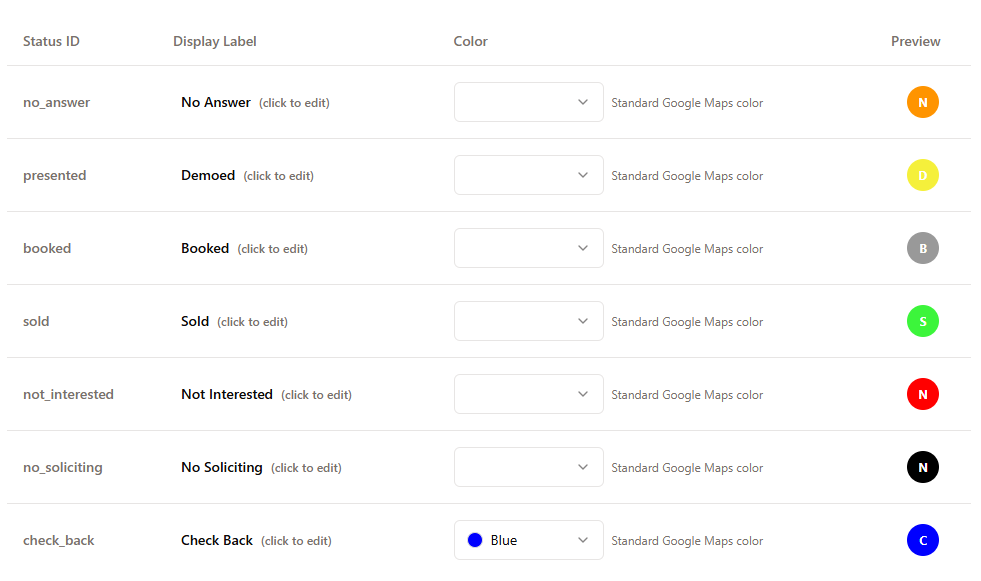 Status ID Display Label Color Preview
no_answer No Answer (click to edit) Standard Google Maps color N
presented Demoed (click to edit) Standard Google Maps color D
booked Booked (click to edit) Standard Google Maps color B
sold Sold (click to edit) Standard Google Maps color S
not_interested Not Interested (click to edit) Standard Google Maps color N
no_soliciting No Soliciting (click to edit) Standard Google Maps color N
check_back Check Back (click to edit) Blue Standard Google Maps color C